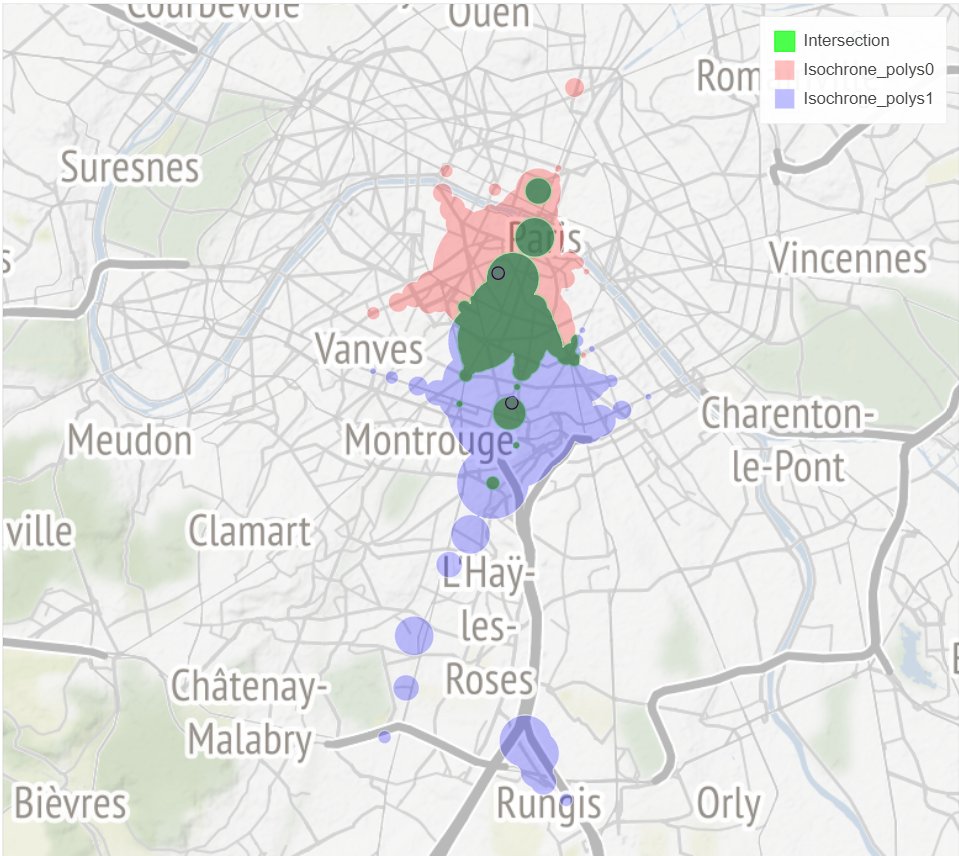 Courbevoie
Ouen
Intersection
Isochrone_polys0
Isochrone_polys1
Rom
Suresnes
Paris
Vincennes
s
Vanves
Charenton-
le-Pont
Meudon
Montrouge
ville
Clamart
L'Haÿ-
les-
Roses
Châtenay-
Malabry
Bièvres
Rungis
Orly